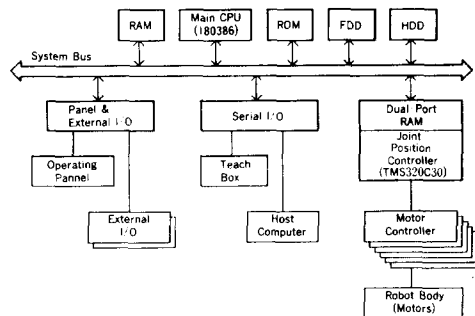 RAM
Main CPU
(180386)
ROM
FDD
HDD
System Bus
Panel &
External I/O
Serial I/O
Dual Port
RAM
Joint
Position
Controller
(TMS320C30)
Operating
Pannel
Teach
Box
External
I/O
Host
Computer
Motor
Controller
Robot Body
(Motors)